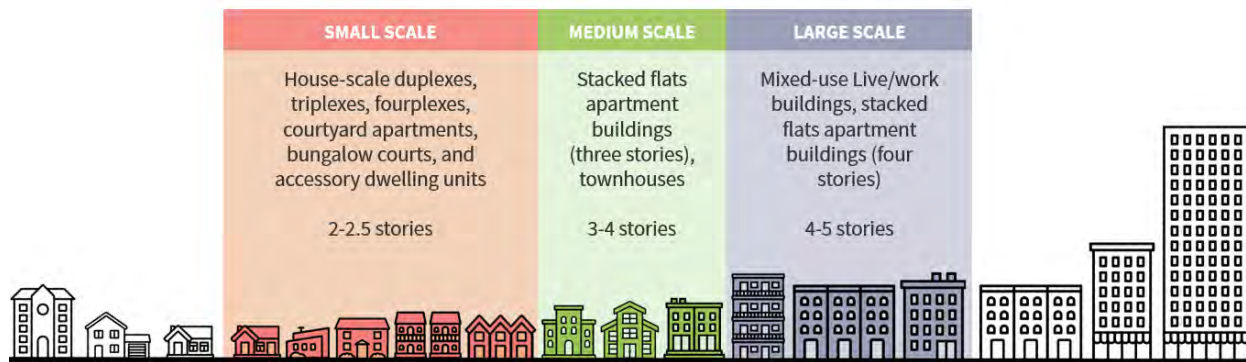 SMALL SCALE
House-scale duplexes,
triplexes, fourplexes,
courtyard apartments,
bungalow courts, and
accessory dwelling units
2-2.5 stories
MEDIUM SCALE
Stacked flats
apartment
buildings
(three stories),
townhouses
3-4 stories
LARGE SCALE
Mixed-use Live/work
buildings, stacked
flats apartment
buildings (four
stories)
4-5 stories